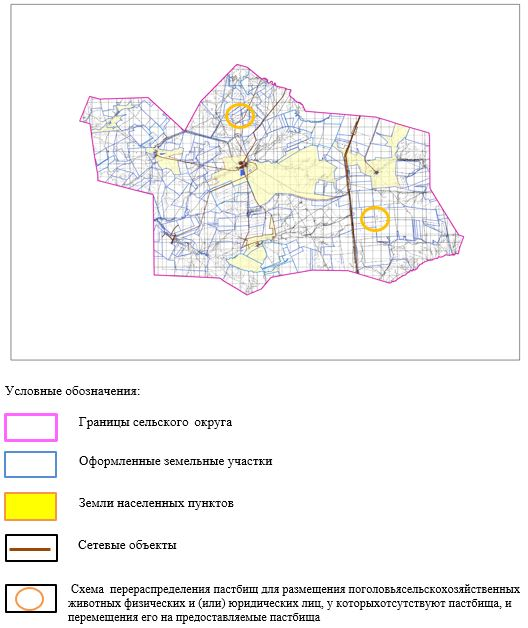 Условные обозначения:
Границы сельского округа
Оформленные земельные участки
Земли населенных пунктов
Сетевые объекты
Схема перераспределения пастбищ для размещения поголовьясельскохозяйственных
животных физических и (или) юридических лиц, у которыхотсутствуют пастбища, и
перемещения его на предоставляемые пастбища